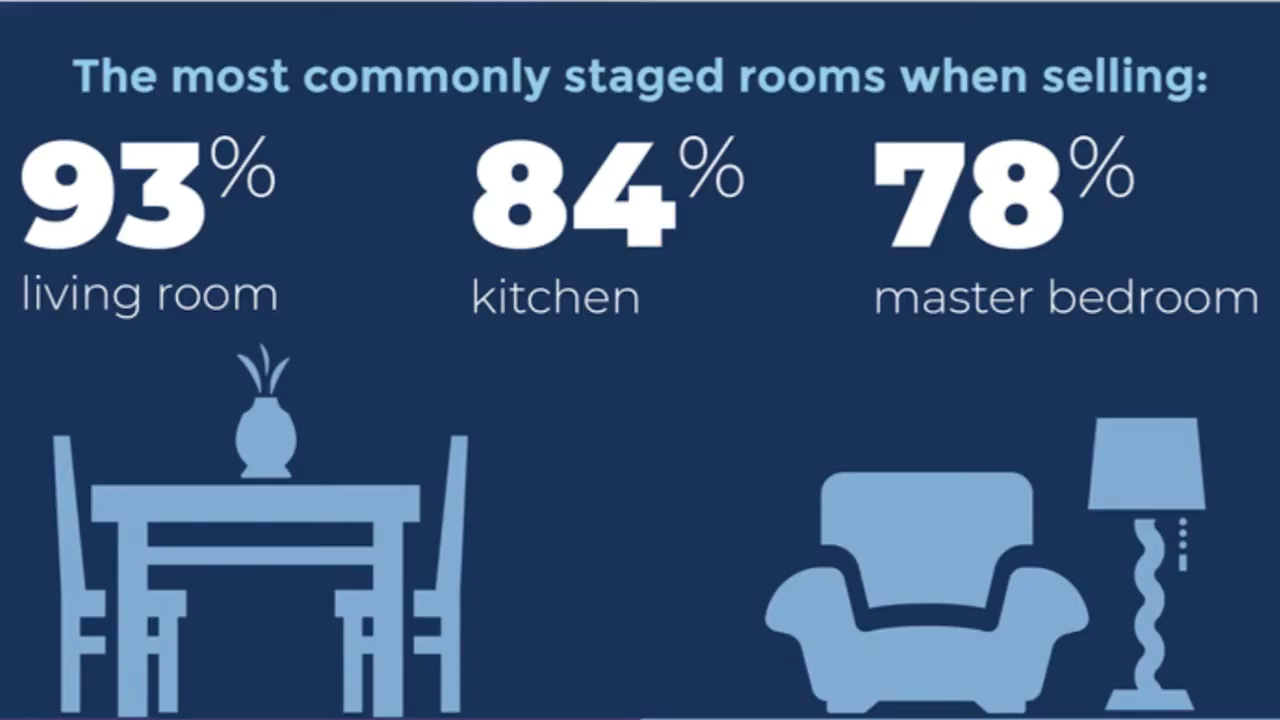 The most commonly staged rooms when selling:
93% 84% 78%
living room kitchen master bedroom